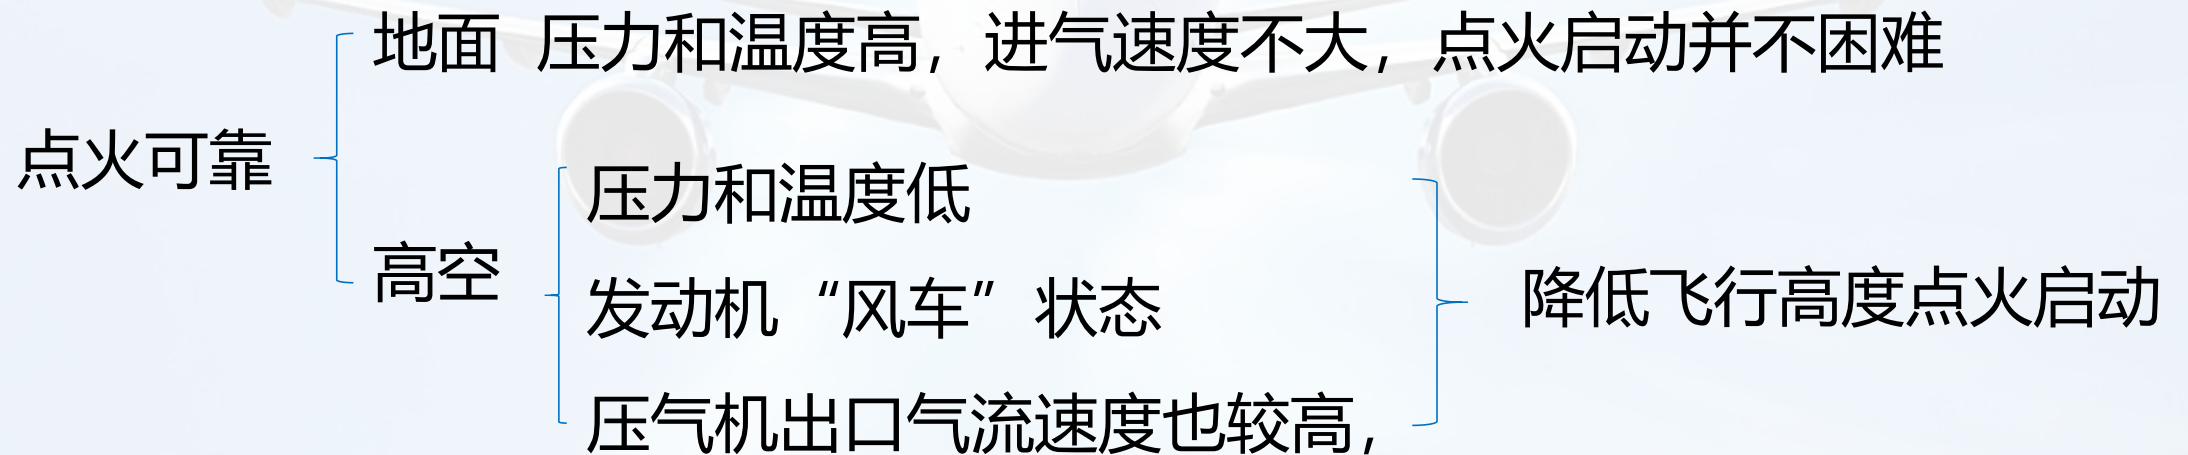 地面 压力和温度高，进气速度不大，点火启动并不困难
点火可靠
压力和温度低
高空
发动机“风车”状态
降低飞行高度点火启动
压气机出口气流速度也较高，